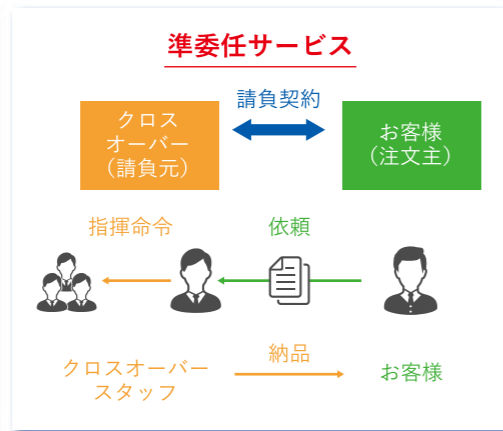 準委任サービス
請負契約
クロス
オーバー
（請負元）
お客様
（注文主）
指揮命令
依頼
納品
クロスオーバー
スタッフ
お客様